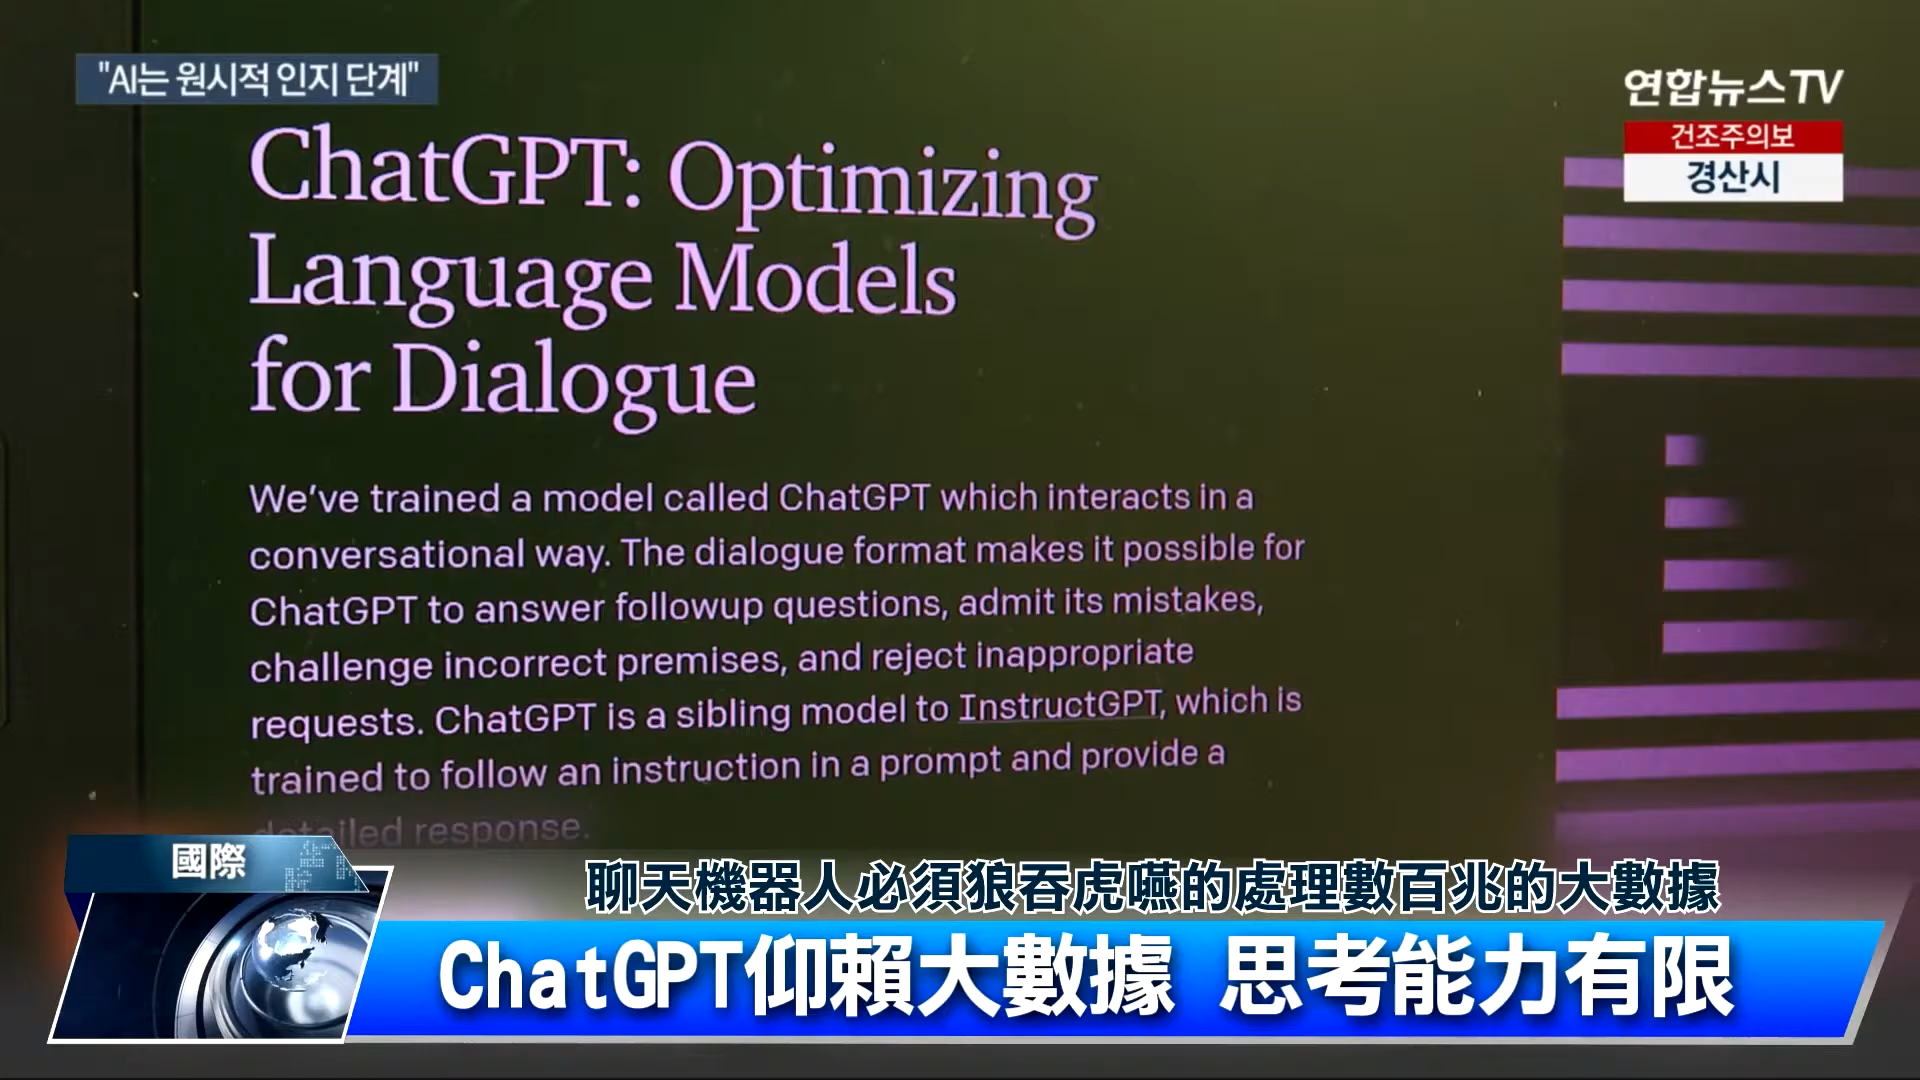 "AI는 원시적 인지 단계"
연합뉴스TV
건조주의보
경산시
ChatGPT: Optimizing
Language Models
for Dialogue
We've trained a model called ChatGPT which interacts in a
conversational way. The dialogue format makes it possible for
ChatGPT to answer followup questions, admit its mistakes,
challenge incorrect premises, and reject inappropriate
requests. ChatGPT is a sibling model to InstructGPT, which is
trained to follow an instruction in a prompt and provide a
detailed response.
國際
聊天機器人必須狼吞虎嚥的處理數百兆的大數據
ChatGPT仰賴大數據 思考能力有限